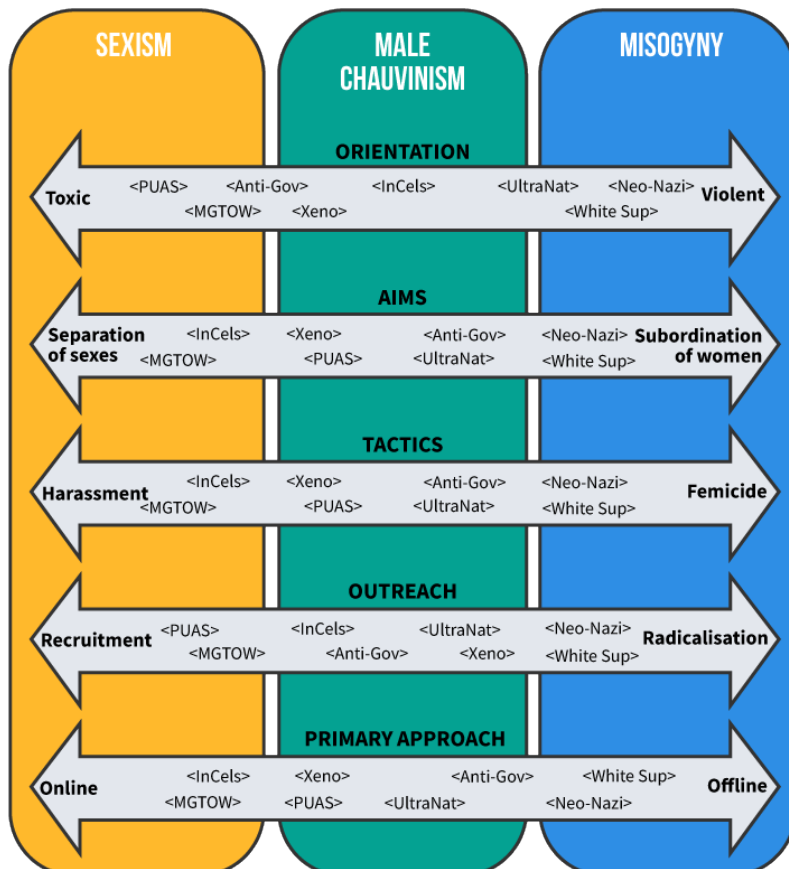 SEXISM
MALE
CHAUVINISM
MISOGYNY
ORIENTATION
Toxic
<PUAS> <Anti-Gov> <InCels> <UltraNat> <Neo-Nazi>
<MGTOW> <Xeno> <White Sup>
Violent
AIMS
Separation
of sexes
<InCels> <Xeno> <Anti-Gov> <Neo-Nazi>
<MGTOW> <PUAS> <UltraNat> <White Sup>
Subordination
of women
TACTICS
Harassment
<InCels> <Xeno> <Anti-Gov> <Neo-Nazi>
<MGTOW> <PUAS> <UltraNat> <White Sup>
Femicide
OUTREACH
Recruitment
<PUAS> <InCels> <UltraNat> <Neo-Nazi>
<MGTOW> <Anti-Gov> <Xeno> <White Sup>
Radicalisation
PRIMARY APPROACH
Online
<InCels> <Xeno> <Anti-Gov> <White Sup>
<MGTOW> <PUAS> <UltraNat> <Neo-Nazi>
Offline